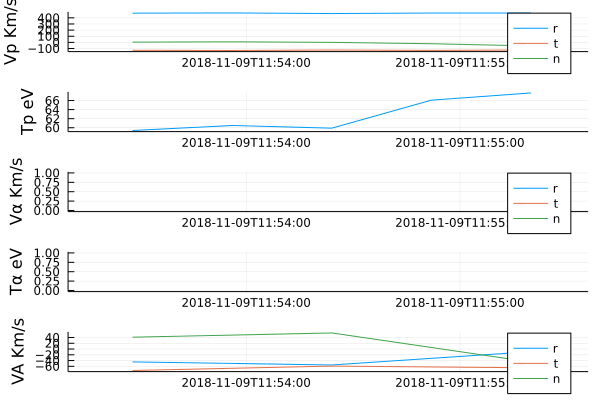 Vp Km/s
400
300
200
100
0
−100
2018-11-09T11:54:00
2018-11-09T11:55
r
t
n
Tp eV
66
64
62
60
2018-11-09T11:54:00
2018-11-09T11:55:00
Vα Km/s
1.00
0.75
0.50
0.25
0.00
2018-11-09T11:54:00
2018-11-09T11:55
r
t
n
Tα eV
1.00
0.75
0.50
0.25
0.00
2018-11-09T11:54:00
2018-11-09T11:55:00
VA Km/s
40
20
0
−20
−40
−60
2018-11-09T11:54:00
2018-11-09T11:55
r
t
n